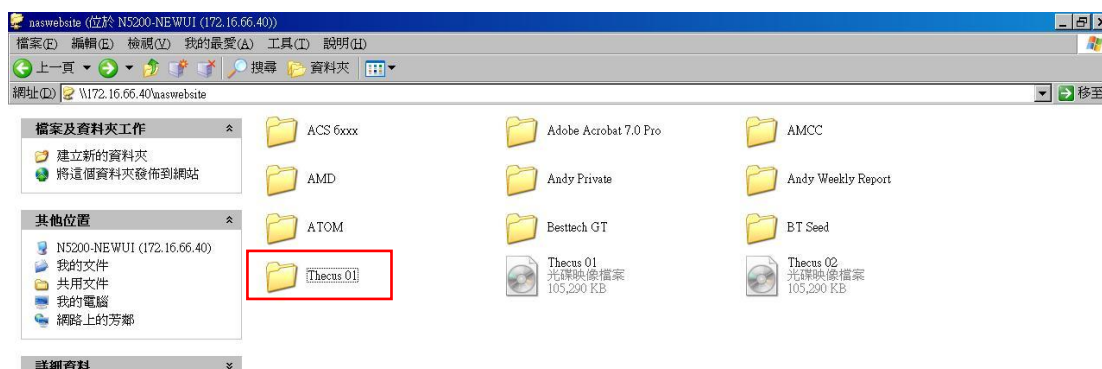 naswebsite (位於 N5200-NEWUI (172.16.66.40))
檔案(F) 編輯(E) 檢視(V) 我的最愛(A) 工具(T) 說明(H)
上一頁 搜尋 資料夾
網址(D) \\172.16.66.40\naswebsite 移至
檔案及資料夾工作
建立新的資料夾
將這個資料夾發佈到網站
其他位置
N5200-NEWUI (172.16.66.40)
我的文件
共用文件
我的電腦
網路上的芳鄰
詳細資料
ACS 6xxx
Adobe Acrobat 7.0 Pro
AMCC
AMD
Andy Private
Andy Weekly Report
ATOM
Besttech GT
BT Seed
Thecus 01
Thecus 01
光碟映像檔案
105,290 KB
Thecus 02
光碟映像檔案
105,290 KB